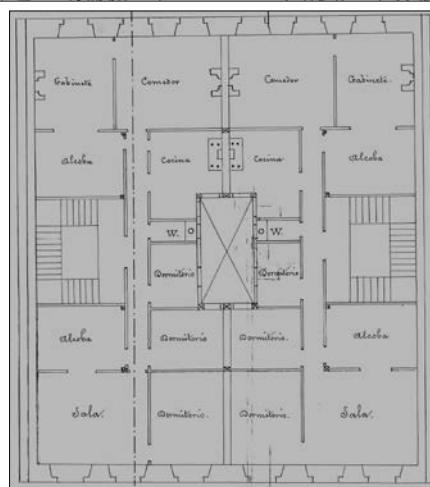 Gabinete
Comedor
Comedor
Gabinete.
Alcoba
Cocina
Cocina
Alcoba
W.
W.
Dormitorio
Dormitorio
Alcoba
Dormitorio
Dormitorio.
Alcoba
Sala.
Dormitorio.
Dormitorio.
Sala.